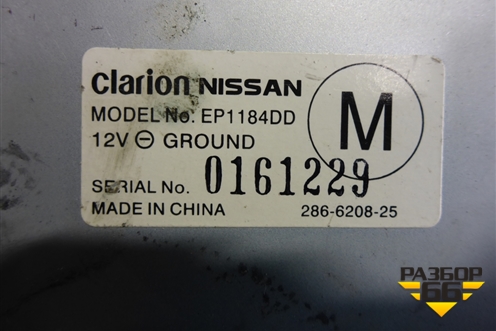 clarion NISSAN
MODEL No. EP1184DD
M
12V ⊖ GROUND
SERIAL No. 0161229
MADE IN CHINA 286-6208-25
РАЗБОР
66